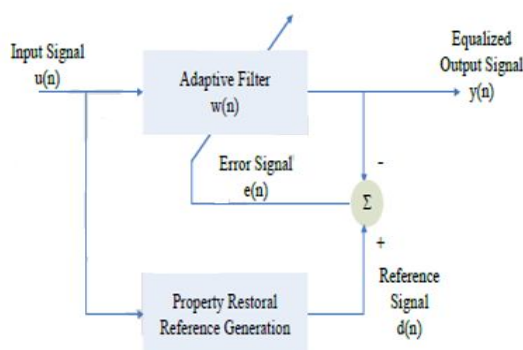 Input Signal
u(n)
Adaptive Filter
w(n)
Equalized
Output Signal
y(n)
Error Signal
e(n)
-
Σ
+
Property Restoral
Reference Generation
Reference
Signal
d(n)